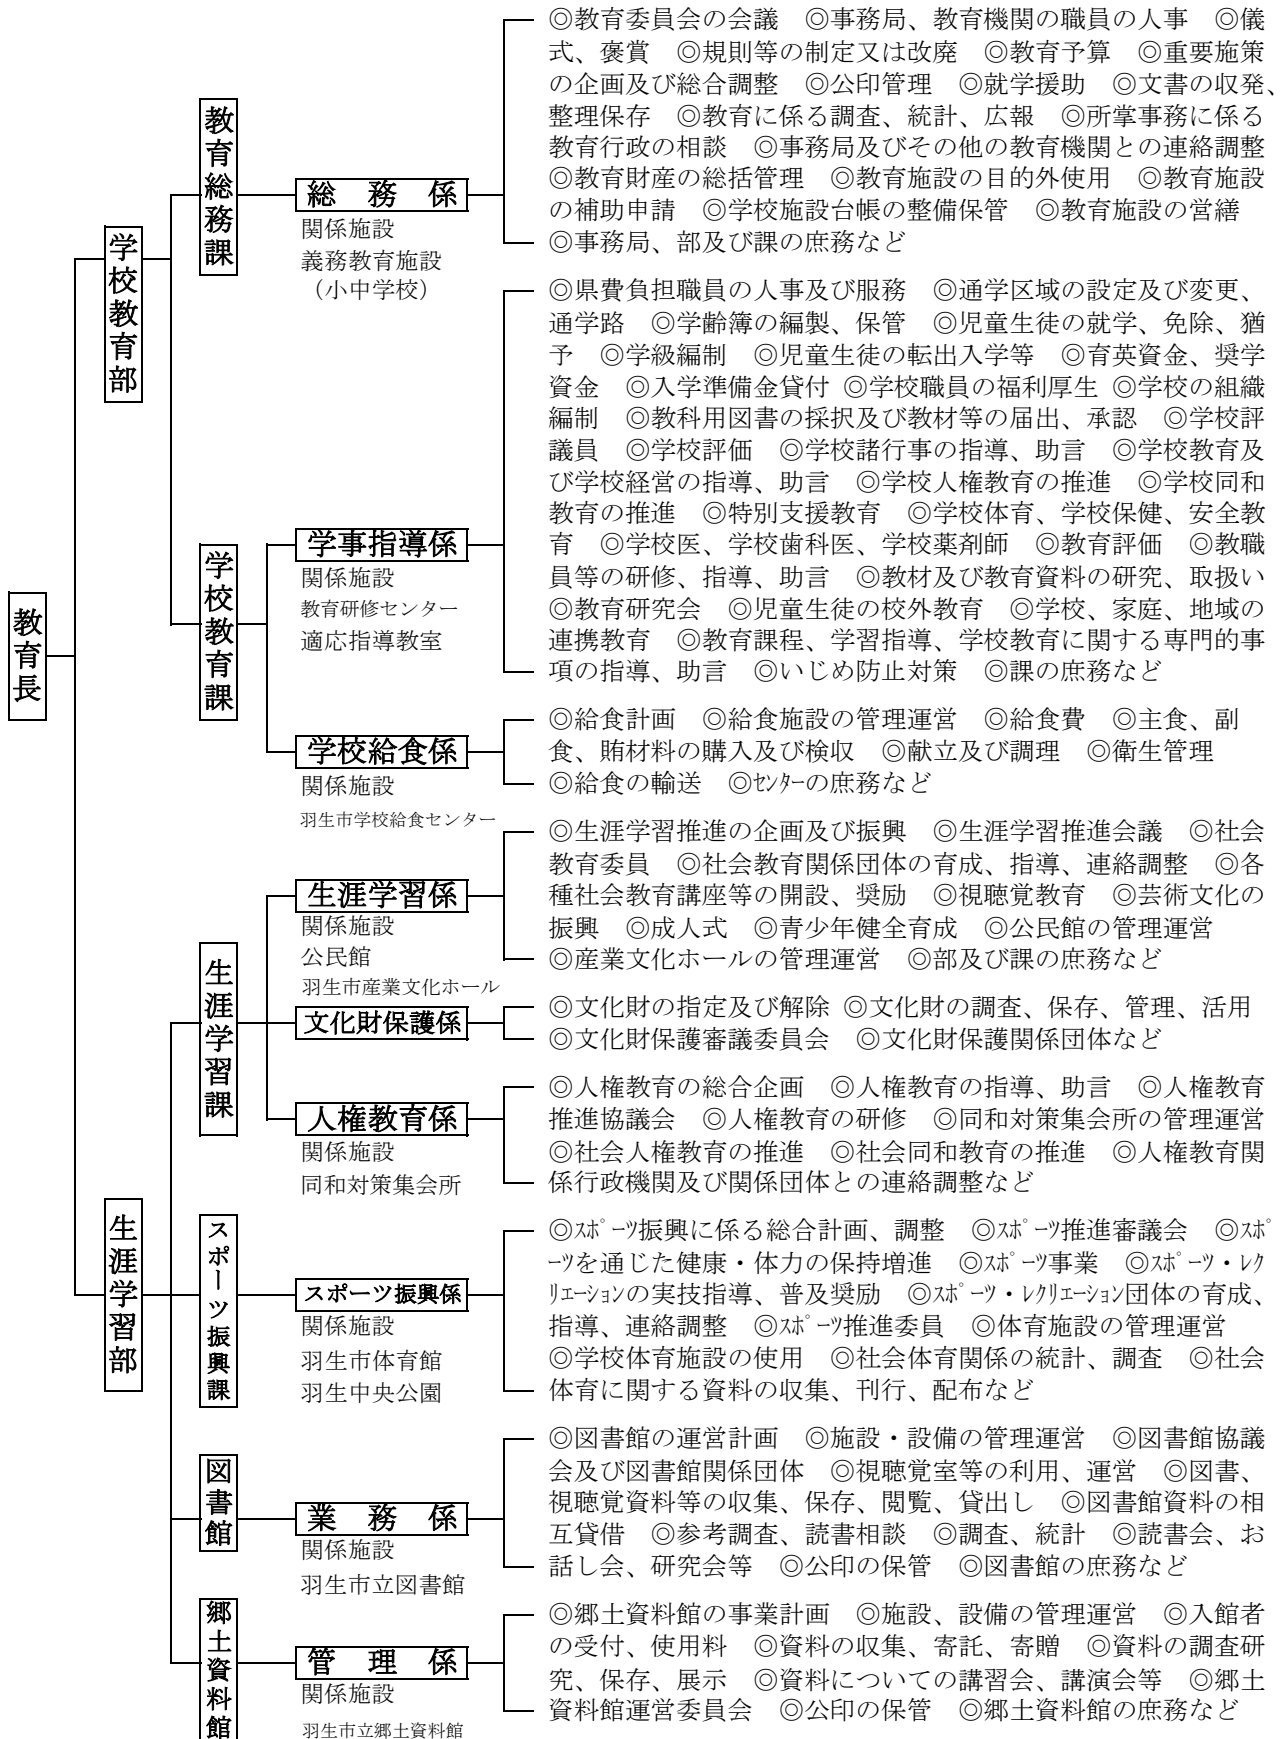 教育長
学校教育部
教育総務課
総　務　係
関係施設
義務教育施設
（小中学校）
◎教育委員会の会議　◎事務局、教育機関の職員の人事　◎儀
式、褒賞　◎規則等の制定又は改廃　◎教育予算　◎重要施策
の企画及び総合調整　◎公印管理　◎就学援助　◎文書の収発、
整理保存　◎教育に係る調査、統計、広報　◎所掌事務に係る
教育行政の相談　◎事務局及びその他の教育機関との連絡調整
◎教育財産の総括管理　◎教育施設の目的外使用　◎教育施設
の補助申請　◎学校施設台帳の整備保管　◎教育施設の営繕
◎事務局、部及び課の庶務など
学校教育課
学事指導係
関係施設
教育研修センター
適応指導教室
◎県費負担職員の人事及び服務　◎通学区域の設定及び変更、
通学路　◎学齢簿の編製、保管　◎児童生徒の就学、免除、猶
予　◎学級編制　◎児童生徒の転出入学等　◎育英資金、奨学
資金　◎入学準備金貸付 ◎学校職員の福利厚生 ◎学校の組織
編制　◎教科用図書の採択及び教材等の届出、承認　◎学校評
議員　◎学校評価　◎学校諸行事の指導、助言　◎学校教育及
び学校経営の指導、助言　◎学校人権教育の推進　◎学校同和
教育の推進　◎特別支援教育　◎学校体育、学校保健、安全教
育　◎学校医、学校歯科医、学校薬剤師　◎教育評価　◎教職
員等の研修、指導、助言　◎教材及び教育資料の研究、取扱い
◎教育研究会　◎児童生徒の校外教育　◎学校、家庭、地域の
連携教育　◎教育課程、学習指導、学校教育に関する専門的事
項の指導、助言　◎いじめ防止対策　◎課の庶務など
学校給食係
関係施設
羽生市学校給食センター
◎給食計画　◎給食施設の管理運営　◎給食費　◎主食、副
食、賄材料の購入及び検収　◎献立及び調理　◎衛生管理
◎給食の輸送　◎ｾﾝﾀｰの庶務など
生涯学習部
生涯学習課
生涯学習係
関係施設
公民館
羽生市産業文化ホール
◎生涯学習推進の企画及び振興　◎生涯学習推進会議　◎社会
教育委員　◎社会教育関係団体の育成、指導、連絡調整　◎各
種社会教育講座等の開設、奨励　◎視聴覚教育　◎芸術文化の
振興　◎成人式　◎青少年健全育成　◎公民館の管理運営
◎産業文化ホールの管理運営　◎部及び課の庶務など
文化財保護係
◎文化財の指定及び解除 ◎文化財の調査、保存、管理、活用
◎文化財保護審議委員会　◎文化財保護関係団体など
人権教育係
関係施設
同和対策集会所
◎人権教育の総合企画　◎人権教育の指導、助言　◎人権教育
推進協議会　◎人権教育の研修　◎同和対策集会所の管理運営
◎社会人権教育の推進　◎社会同和教育の推進　◎人権教育関
係行政機関及び関係団体との連絡調整など
スポーツ振興課
スポーツ振興係
関係施設
羽生市体育館
羽生中央公園
◎ｽﾎﾟｰﾂ振興に係る総合計画、調整　◎ｽﾎﾟｰﾂ推進審議会　◎ｽﾎﾟ
ｰﾂを通じた健康・体力の保持増進　◎ｽﾎﾟｰﾂ事業　◎ｽﾎﾟｰﾂ・ﾚｸ
ﾘｴｰｼｮﾝの実技指導、普及奨励　◎ｽﾎﾟｰﾂ・ﾚｸﾘｴｰｼｮﾝ団体の育成、
指導、連絡調整　◎ｽﾎﾟｰﾂ推進委員　◎体育施設の管理運営
◎学校体育施設の使用　◎社会体育関係の統計、調査　◎社会
体育に関する資料の収集、刊行、配布など
図書館
業　務　係
関係施設
羽生市立図書館
◎図書館の運営計画　◎施設・設備の管理運営　◎図書館協議
会及び図書館関係団体　◎視聴覚室等の利用、運営　◎図書、
視聴覚資料等の収集、保存、閲覧、貸出し　◎図書館資料の相
互貸借　◎参考調査、読書相談　◎調査、統計　◎読書会、お
話し会、研究会等　◎公印の保管　◎図書館の庶務など
郷土資料館
管　理　係
関係施設
羽生市立郷土資料館
◎郷土資料館の事業計画　◎施設、設備の管理運営　◎入館者
の受付、使用料　◎資料の収集、寄託、寄贈　◎資料の調査研
究、保存、展示　◎資料についての講習会、講演会等　◎郷土
資料館運営委員会　◎公印の保管　◎郷土資料館の庶務など